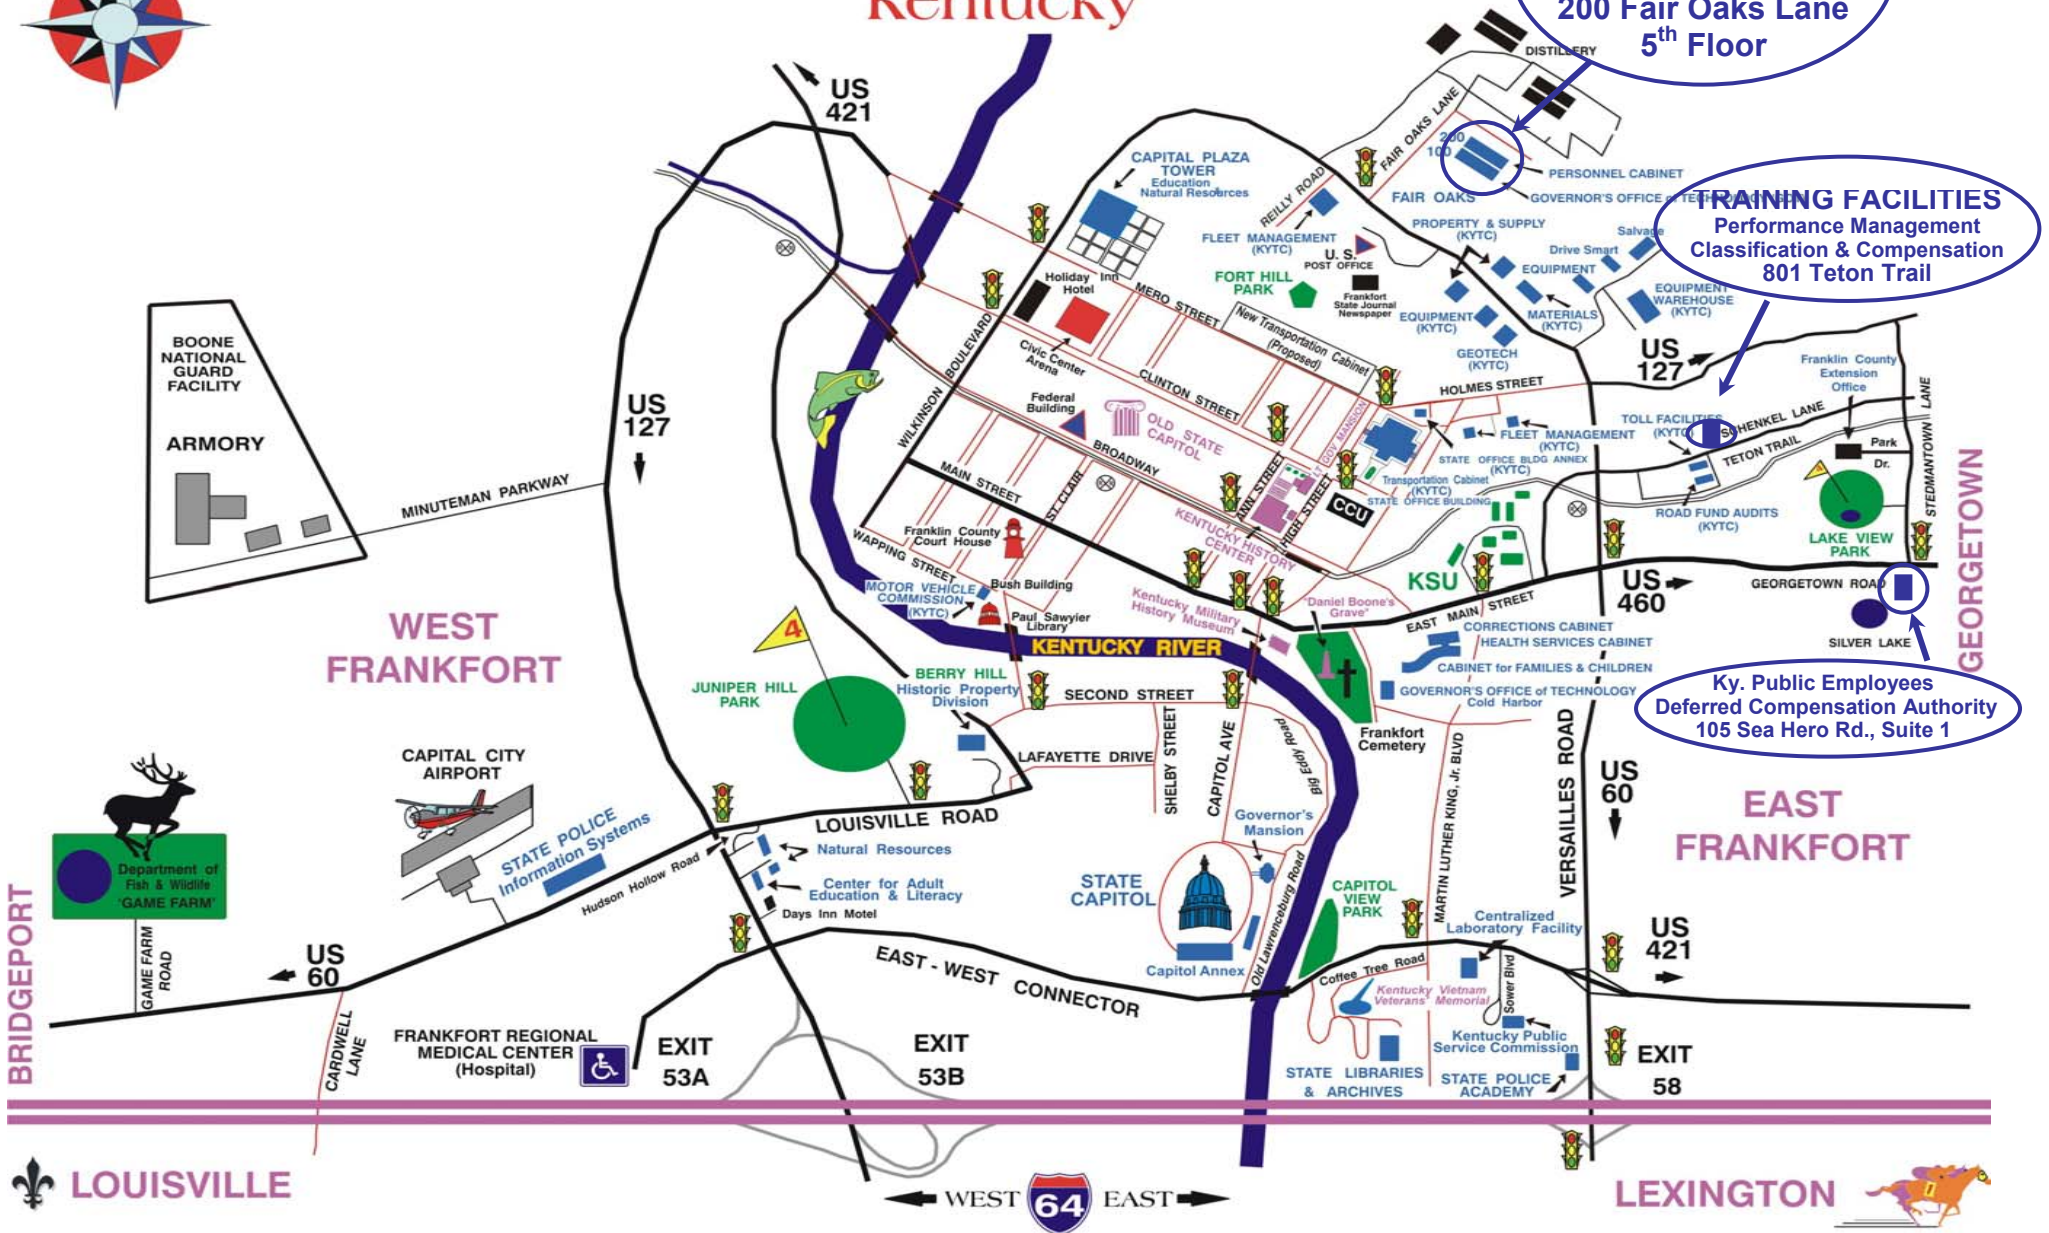 Kentucky
200 Fair Oaks Lane
5th Floor
DISTILLERY
US
421
FAIR OAKS LANE
200
100
CAPITAL PLAZA
TOWER
Education
Natural Resources
REILLY ROAD
PERSONNEL CABINET
FAIR OAKS
GOVERNOR'S OFFICE of TECHNOLOGY
TRAINING FACILITIES
Performance Management
Classification & Compensation
801 Teton Trail
PROPERTY & SUPPLY
(KYTC)
Salvage
FLEET MANAGEMENT
(KYTC)
U. S.
POST OFFICE
Drive Smart
EQUIPMENT
FORT HILL
PARK
Holiday Inn
Hotel
MERO STREET
Frankfort
State Journal
Newspaper
EQUIPMENT
WAREHOUSE
(KYTC)
EQUIPMENT
(KYTC)
MATERIALS
(KYTC)
New Transportation Cabinet
(Proposed)
GEOTECH
(KYTC)
BOONE
NATIONAL
GUARD
FACILITY
ARMORY
WILKINSON BOULEVARD
Civic Center
Arena
CLINTON STREET
US
127
Franklin County
Extension
Office
HOLMES STREET
US
127
Federal
Building
OLD STATE
CAPITOL
LT GOV MANSION
TOLL FACILITIES
(KYTC)
SCHENKEL LANE
STEDMANTOWN LANE
FLEET MANAGEMENT
(KYTC)
STATE OFFICE BLDG ANNEX
(KYTC)
TETON TRAIL
Park
Dr.
BROADWAY
MAIN STREET
ST.CLAIR
Transportation Cabinet
(KYTC)
STATE OFFICE BUILDING
MINUTEMAN PARKWAY
ANN STREET
HIGH STREET
CCU
KENTUCKY HISTORY
CENTER
ROAD FUND AUDITS
(KYTC)
LAKE VIEW
PARK
GEORGETOWN
Franklin County
Court House
WAPPING STREET
KSU
MOTOR VEHICLE
COMMISSION
(KYTC)
Bush Building
US
460
GEORGETOWN ROAD
Paul Sawyier
Library
Kentucky Military
History Museum
"Daniel Boone's
Grave"
EAST MAIN STREET
SILVER LAKE
WEST
FRANKFORT
KENTUCKY RIVER
CORRECTIONS CABINET
HEALTH SERVICES CABINET
CABINET for FAMILIES & CHILDREN
GOVERNOR'S OFFICE of TECHNOLOGY
Cold Harbor
Ky. Public Employees
Deferred Compensation Authority
105 Sea Hero Rd., Suite 1
4
JUNIPER HILL
PARK
BERRY HILL
Historic Property
Division
SECOND STREET
Frankfort
Cemetery
SHELBY STREET
CAPITOL AVE
Big Eddy Road
LAFAYETTE DRIVE
MARTIN LUTHER KING, Jr. BLVD
VERSAILLES ROAD
US
60
EAST
FRANKFORT
CAPITAL CITY
AIRPORT
STATE POLICE
Information Systems
LOUISVILLE ROAD
Governor's
Mansion
Natural Resources
Hudson Hollow Road
Center for Adult
Education & Literacy
Days Inn Motel
Department of
Fish & Wildlife
'GAME FARM'
BRIDGEPORT
GAME FARM
ROAD
STATE
CAPITOL
Old Lawrenceburg Road
CAPITOL
VIEW
PARK
Centralized
Laboratory Facility
US
421
US
60
EAST - WEST CONNECTOR
Capitol Annex
Coffee Tree Road
Kentucky Vietnam
Veterans' Memorial
Sower Blvd
CARDWELL
LANE
FRANKFORT REGIONAL
MEDICAL CENTER
(Hospital)
EXIT
53A
EXIT
53B
Kentucky Public
Service Commission
EXIT
58
STATE LIBRARIES
& ARCHIVES
STATE POLICE
ACADEMY
LOUISVILLE
WEST 64 EAST
LEXINGTON
1